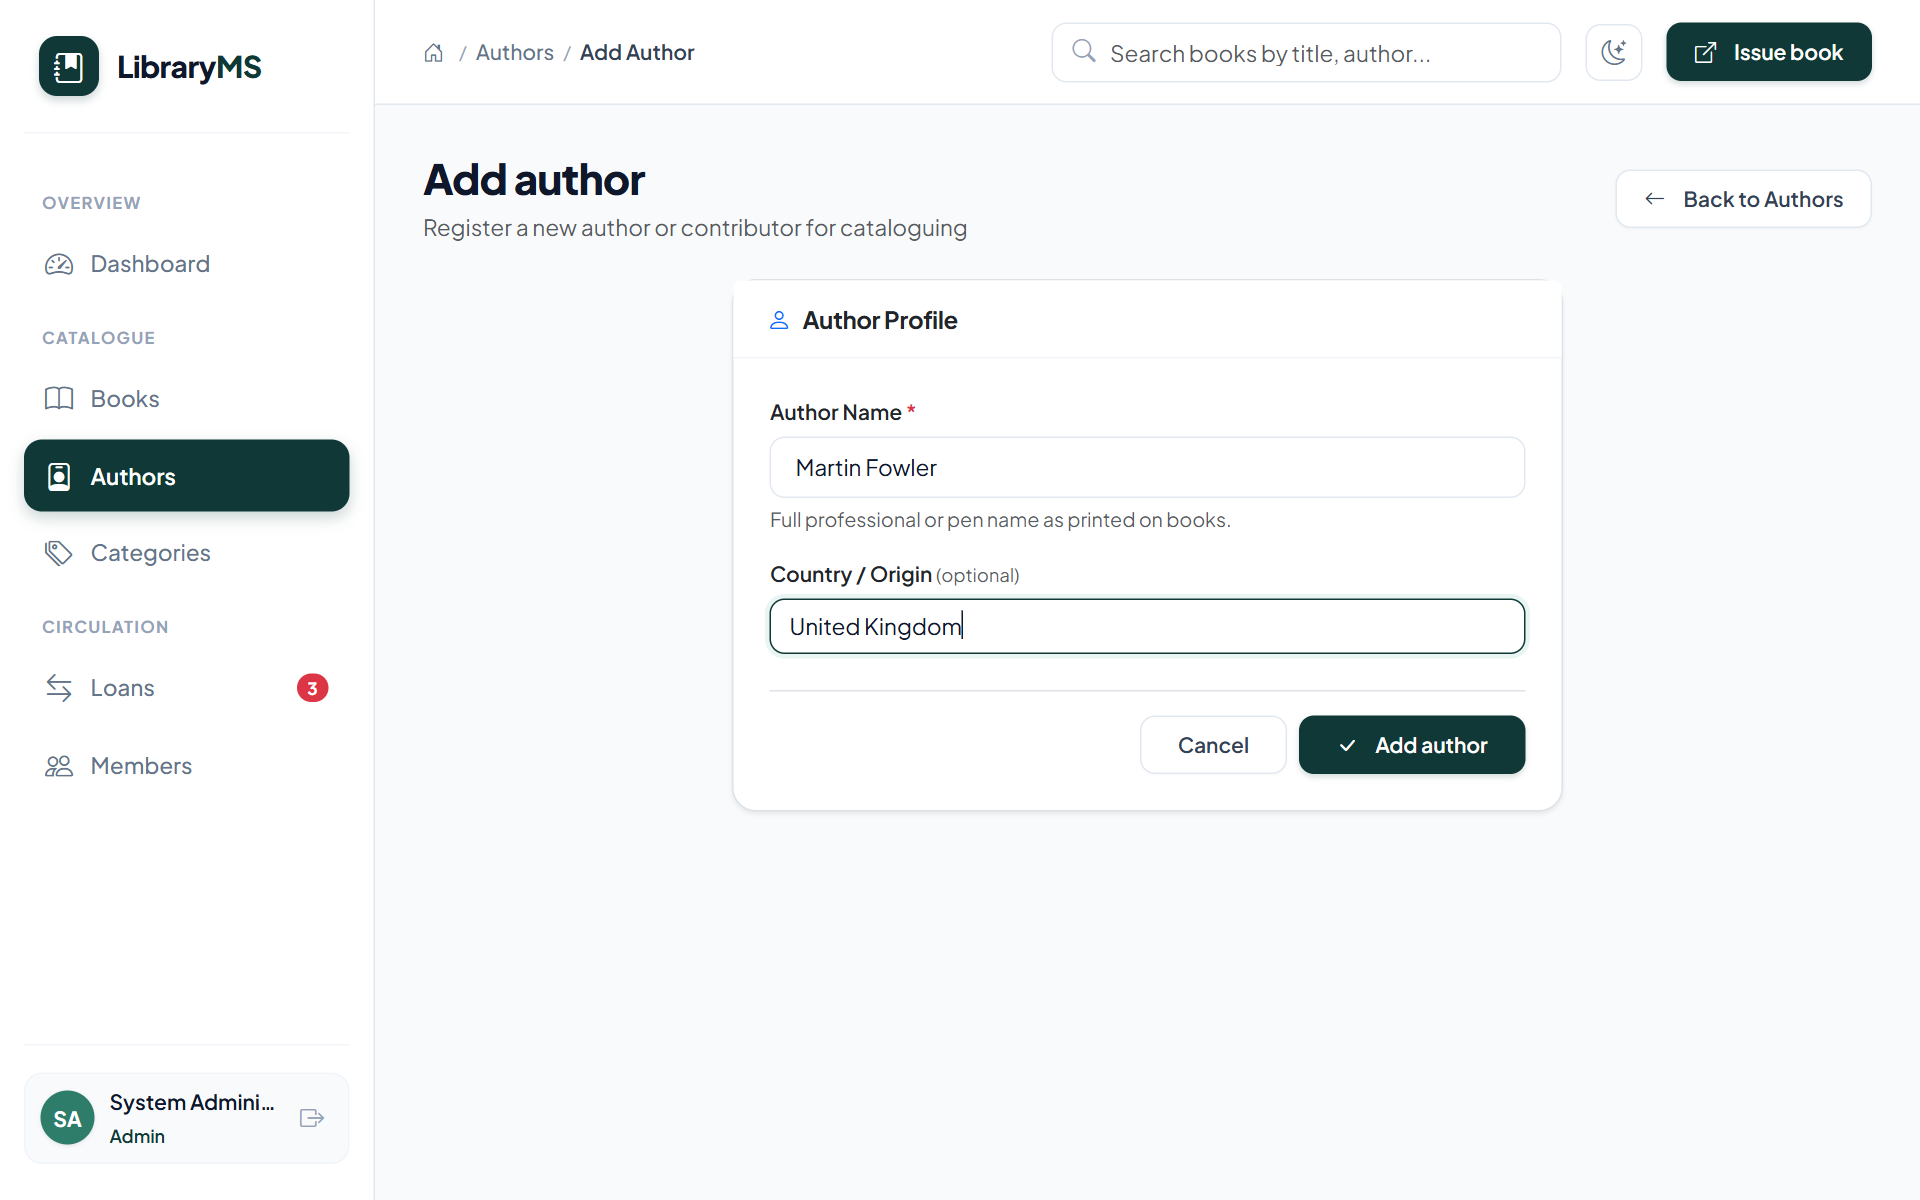 LibraryMS
/ Authors / Add Author
Search books by title, author...
Issue book
OVERVIEW
Dashboard
CATALOGUE
Books
Authors
Categories
CIRCULATION
Loans
3
Members
SA
System Admini...
Admin
Add author
Register a new author or contributor for cataloguing
Back to Authors
Author Profile
Author Name *
Martin Fowler
Full professional or pen name as printed on books.
Country / Origin (optional)
United Kingdom
Cancel
Add author